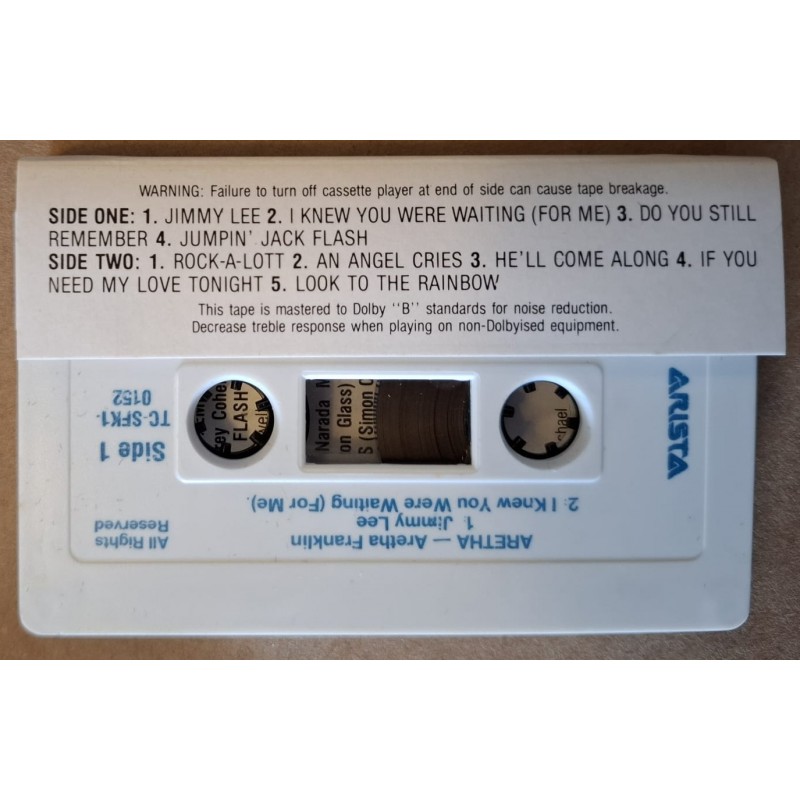 WARNING: Failure to turn off cassette player at end of side can cause tape breakage.
SIDE ONE: 1. JIMMY LEE 2. I KNEW YOU WERE WAITING (FOR ME) 3. DO YOU STILL
REMEMBER 4. JUMPIN' JACK FLASH
SIDE TWO: 1. ROCK-A-LOTT 2. AN ANGEL CRIES 3. HE'LL COME ALONG 4. IF YOU
NEED MY LOVE TONIGHT 5. LOOK TO THE RAINBOW
This tape is mastered to Dolby "B" standards for noise reduction.
Decrease treble response when playing on non-Dolbyised equipment.
ARISTA
ARETHA — Aretha Franklin
1. Jimmy Lee
2. I Knew You Were Waiting (For Me).
All Rights
Reserved
Side 1
TC-SFK1-
0152
FLASH
Narada
on Glass)
S (Simon